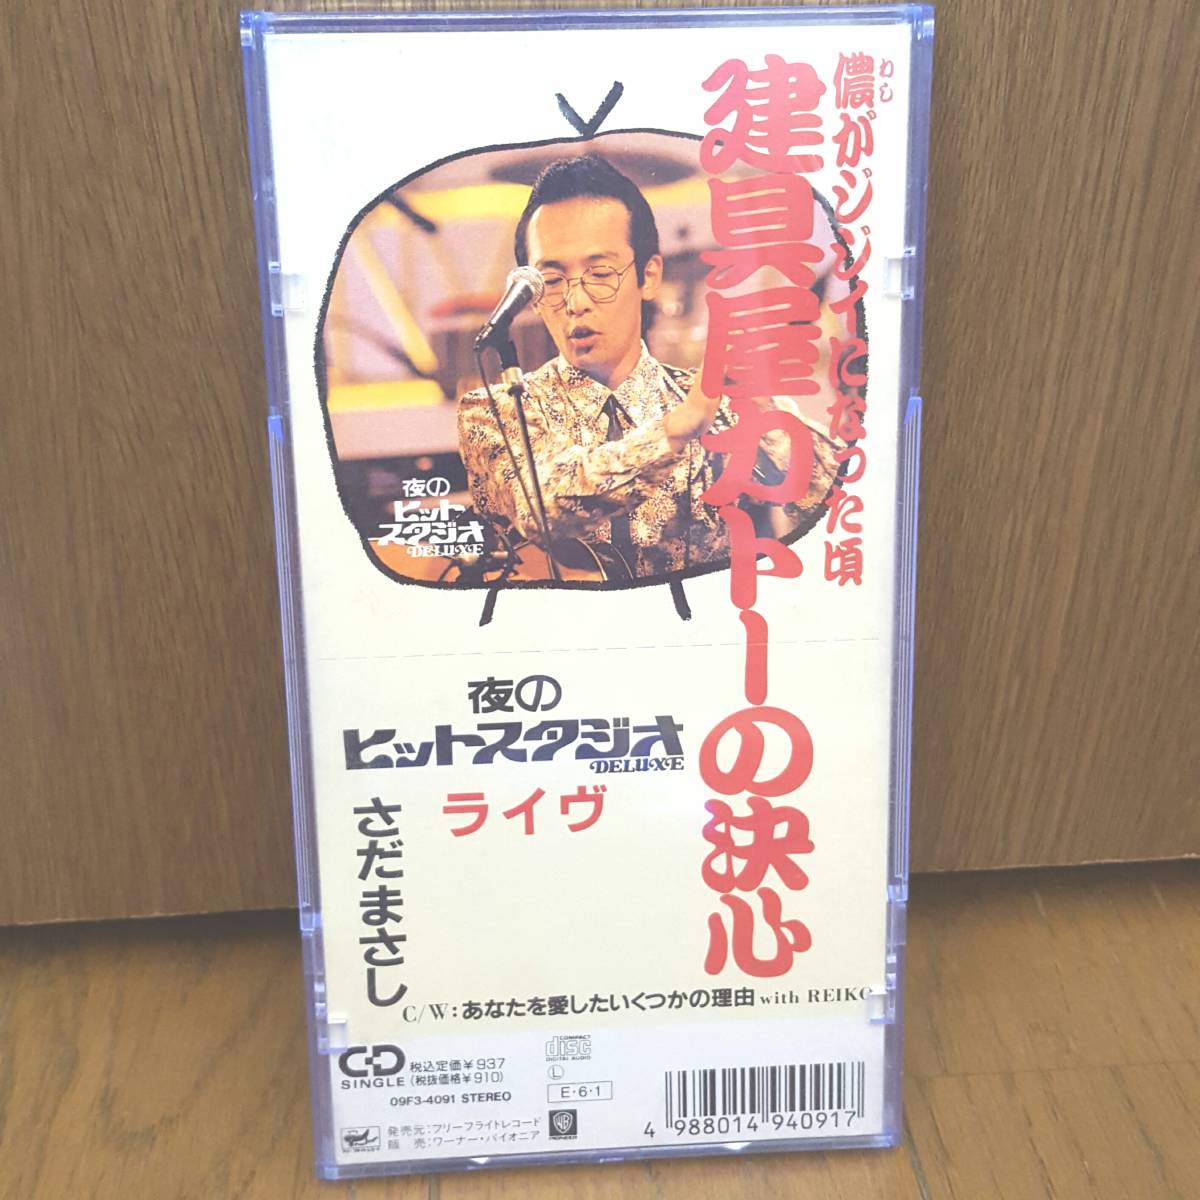 儂がジジイになった頃
わし
建具屋カトーの決心
夜の
ヒット
スタジオ
DELUXE
夜の
ヒットスタジオ
DELUXE
ライヴ
さだまさし
C/W:あなたを愛したいくつかの理由 with REIKO
CD
SINGLE
税込定価¥937
(税抜価格¥910)
09F3-4091 STEREO
COMPACT
disc
DIGITAL AUDIO
L
E・6・1
発売元:フリーフライトレコード
販 売:ワーナー・パイオニア
WB
PIONEER
4 988014 940917